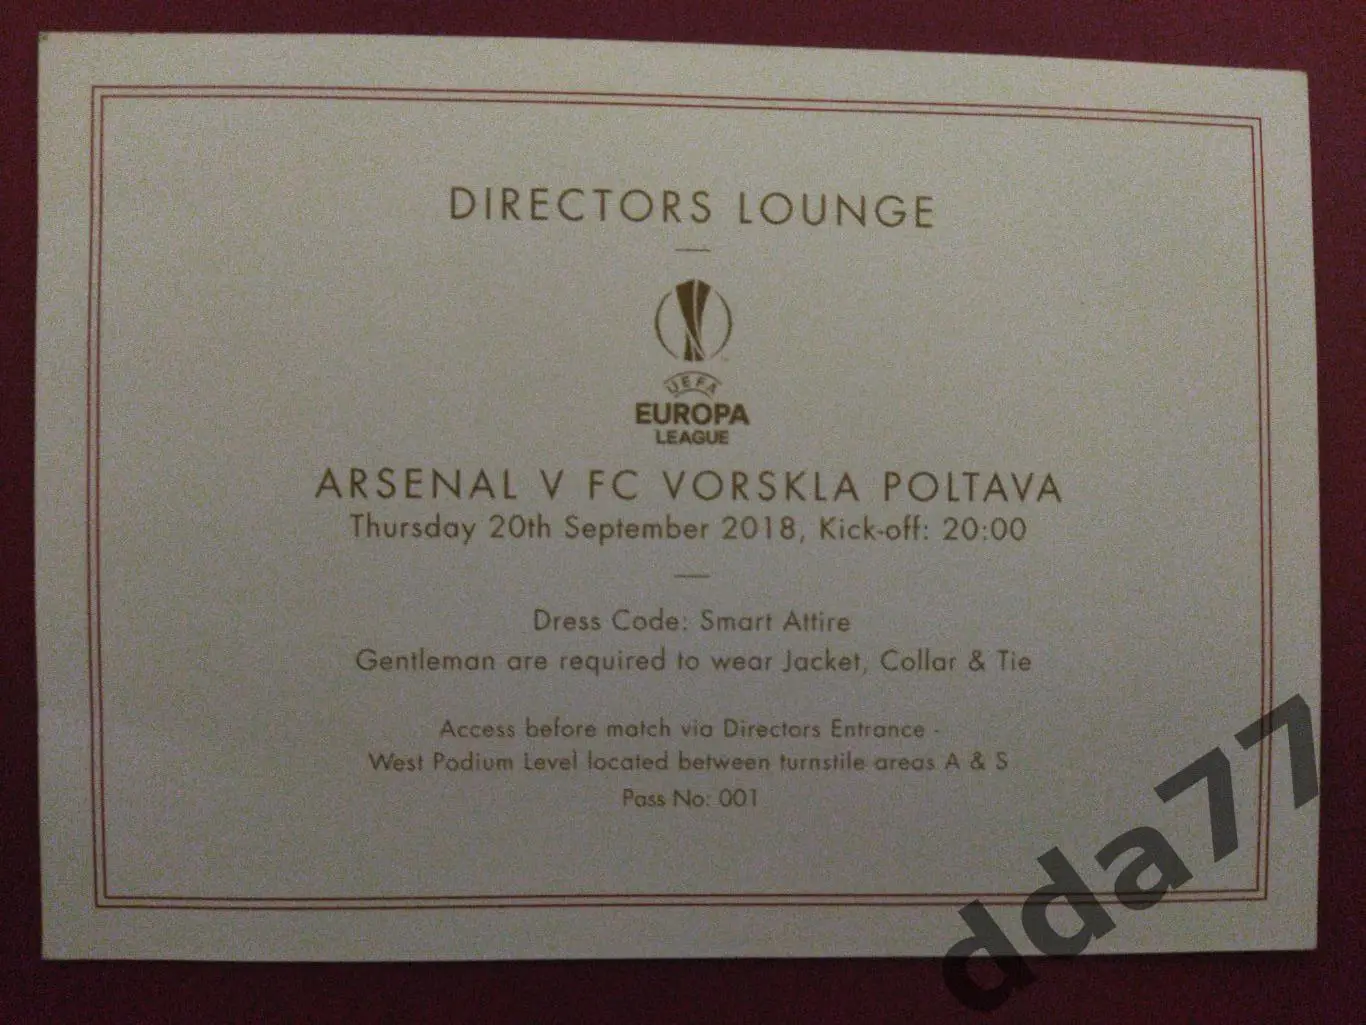 DIRECTORS LOUNGE
UEFA
EUROPA
LEAGUE
ARSENAL V FC VORSKLA POLTAVA
Thursday 20th September 2018, Kick-off: 20:00
Dress Code: Smart Attire
Gentleman are required to wear Jacket, Collar & Tie
Access before match via Directors Entrance -
West Podium Level located between turnstile areas A & S
Pass No: 001
dda77